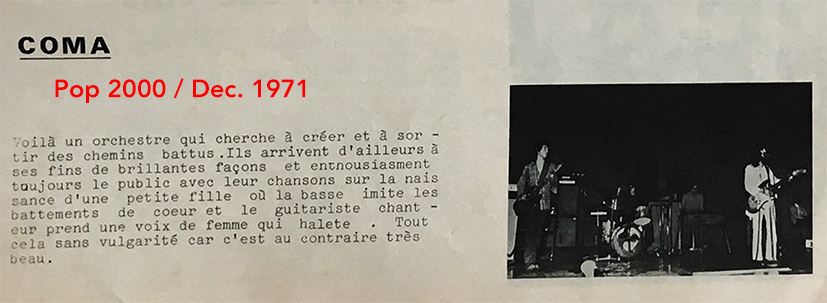 COMA
Pop 2000 / Dec. 1971
Voilà un orchestre qui cherche à créer et à sor -
tir des chemins battus.Ils arrivent d'ailleurs à
ses fins de brillantes façons et entnousiasment
toujours le public avec leur chansons sur la nais
sance d'une petite fille où la basse imite les
battements de coeur et le guitariste chant -
eur prend une voix de femme qui halete . Tout
cela sans vulgarité car c'est au contraire très
beau.